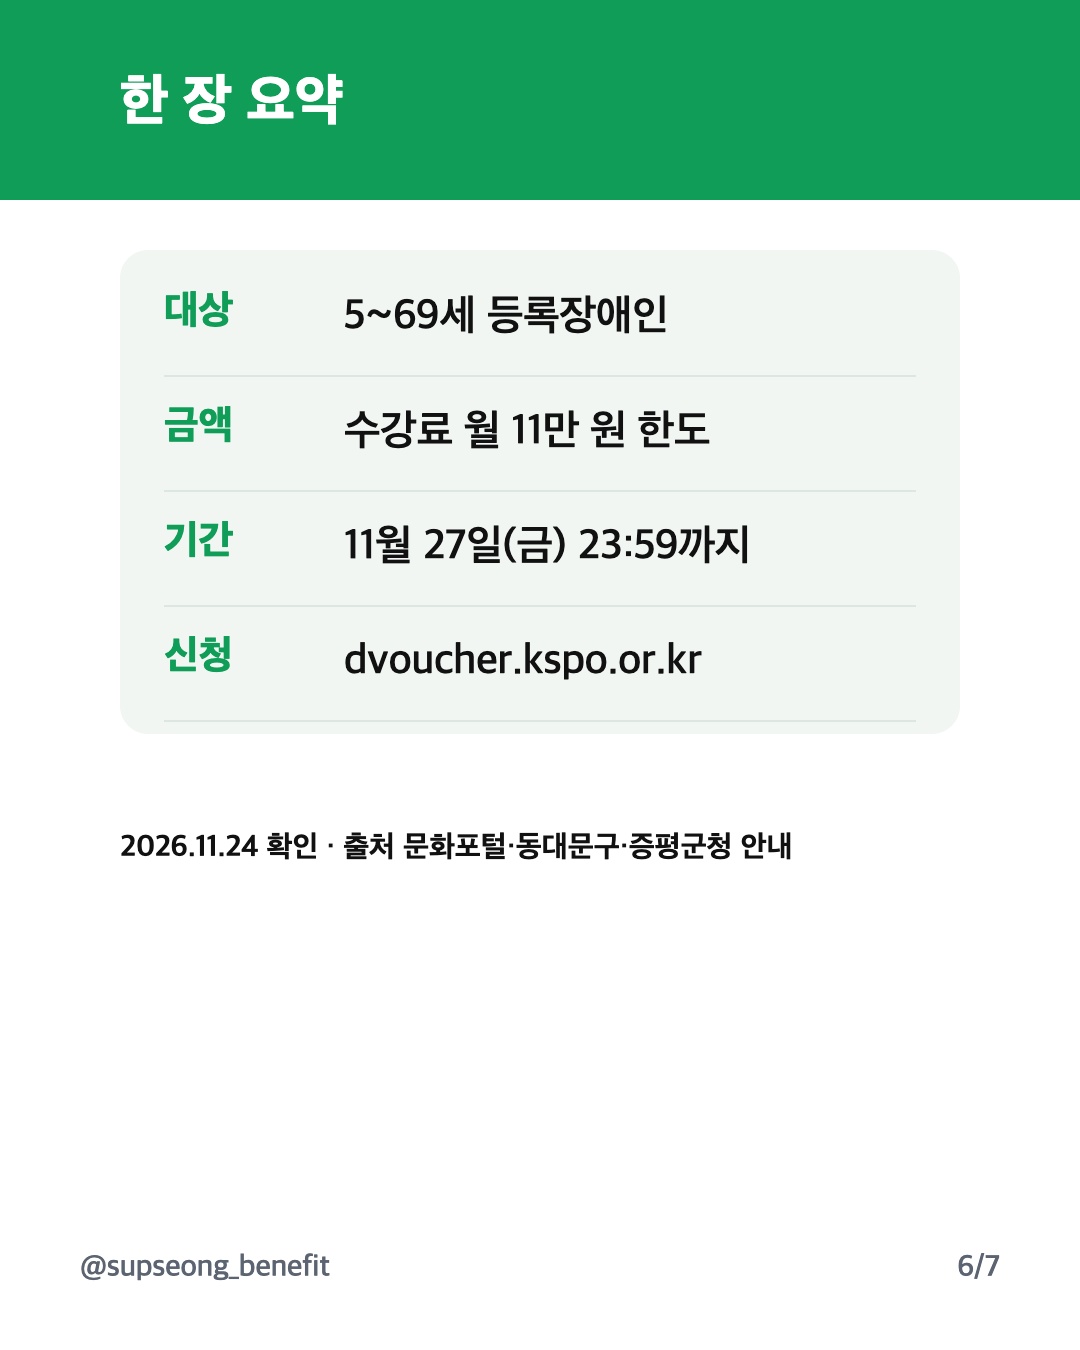 한 장 요약
대상 5~69세 등록장애인
금액 수강료 월 11만 원 한도
기간 11월 27일(금) 23:59까지
신청 dvoucher.kspo.or.kr
2026.11.24 확인 · 출처 문화포털·동대문구·증평군청 안내
@supseong_benefit 6/7